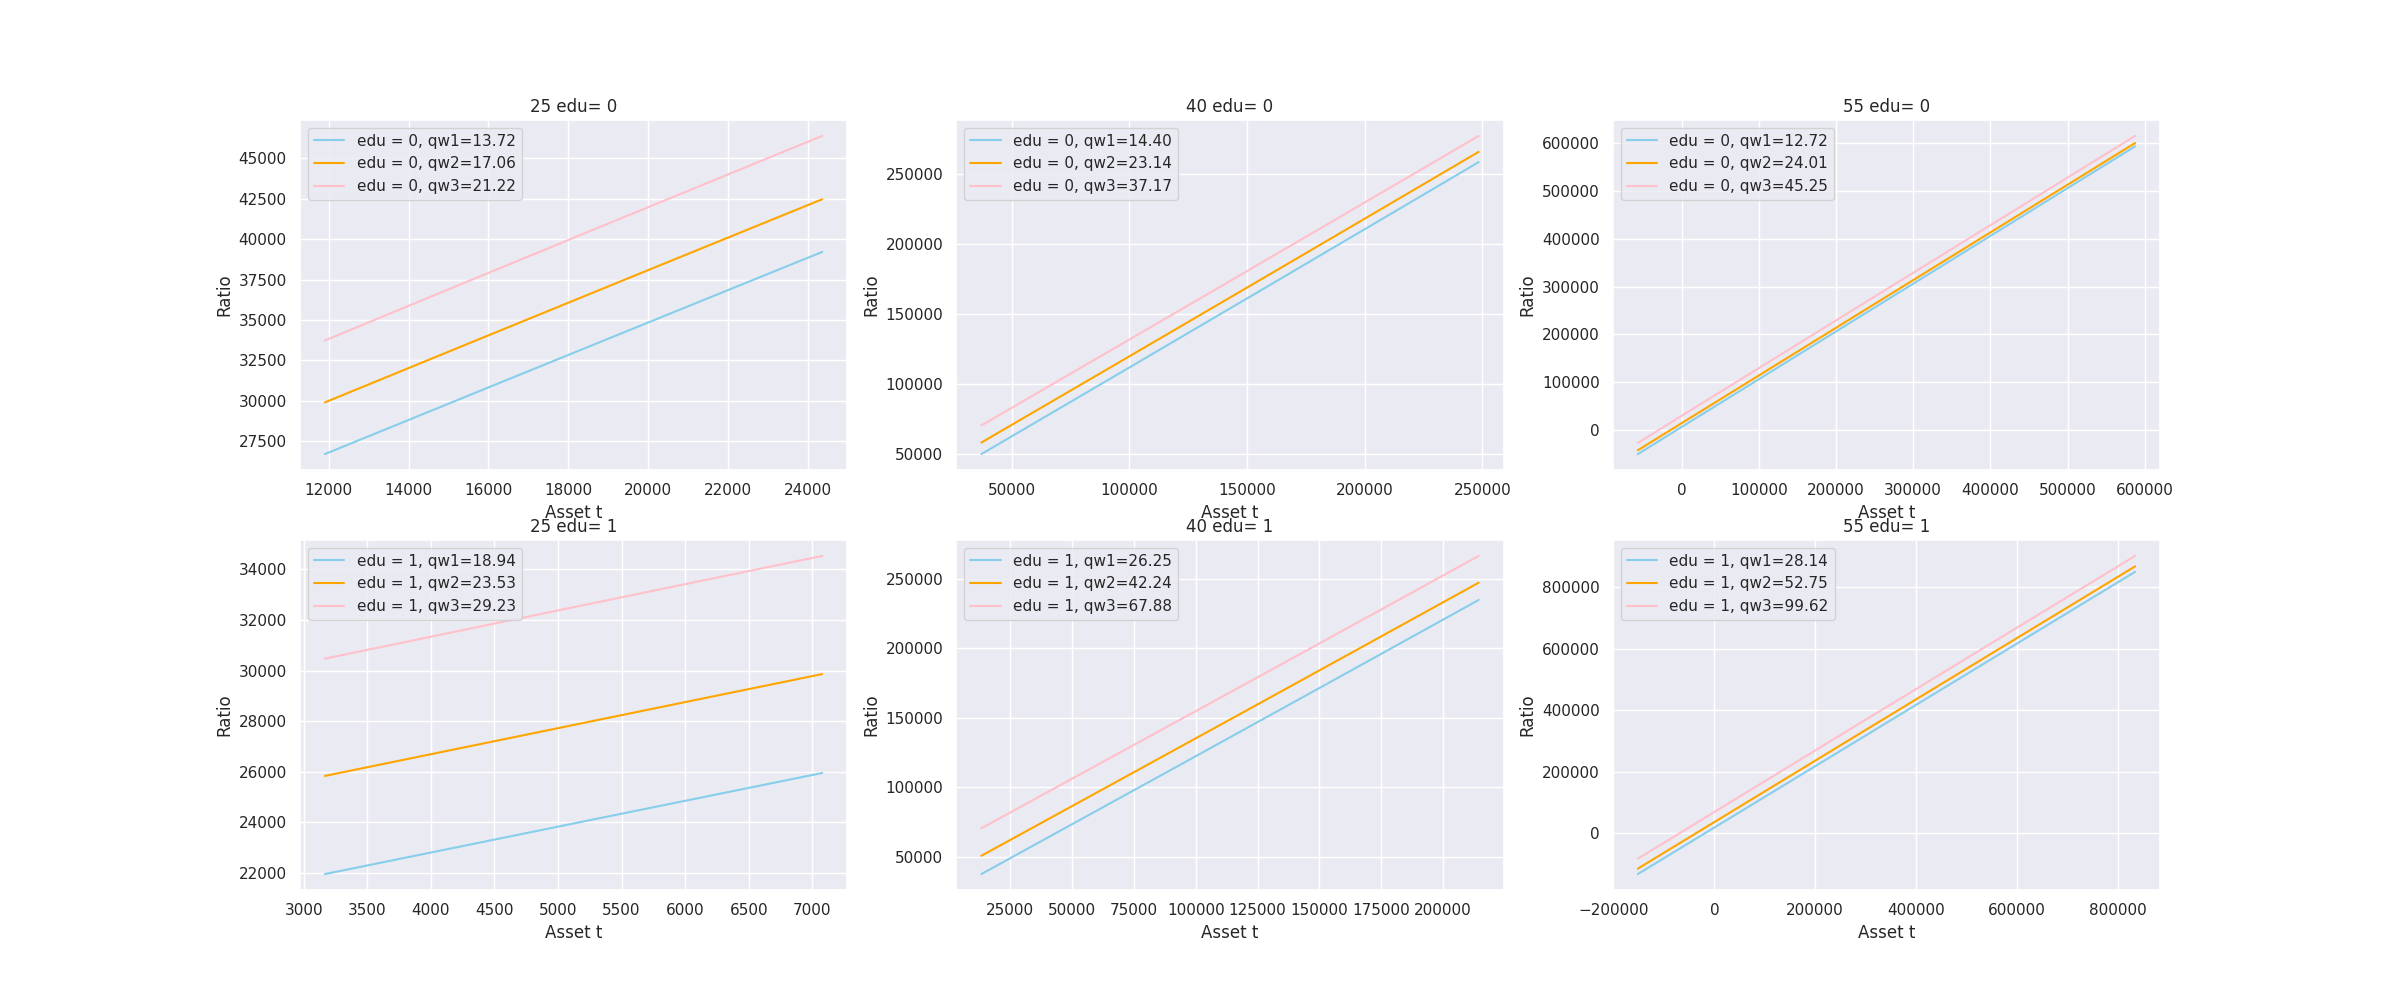 25 edu= 0
edu = 0, qw1=13.72
edu = 0, qw2=17.06
edu = 0, qw3=21.22
45000
42500
40000
37500
35000
32500
30000
27500
Ratio
12000 14000 16000 18000 20000 22000 24000
Asset t
40 edu= 0
edu = 0, qw1=14.40
edu = 0, qw2=23.14
edu = 0, qw3=37.17
250000
200000
150000
100000
50000
Ratio
50000 100000 150000 200000 250000
Asset t
55 edu= 0
edu = 0, qw1=12.72
edu = 0, qw2=24.01
edu = 0, qw3=45.25
600000
500000
400000
300000
200000
100000
0
Ratio
0 100000 200000 300000 400000 500000 600000
Asset t
25 edu= 1
edu = 1, qw1=18.94
edu = 1, qw2=23.53
edu = 1, qw3=29.23
34000
32000
30000
28000
26000
24000
22000
Ratio
3000 3500 4000 4500 5000 5500 6000 6500 7000
Asset t
40 edu= 1
edu = 1, qw1=26.25
edu = 1, qw2=42.24
edu = 1, qw3=67.88
250000
200000
150000
100000
50000
Ratio
25000 50000 75000 100000 125000 150000 175000 200000
Asset t
55 edu= 1
edu = 1, qw1=28.14
edu = 1, qw2=52.75
edu = 1, qw3=99.62
800000
600000
400000
200000
0
Ratio
−200000 0 200000 400000 600000 800000
Asset t